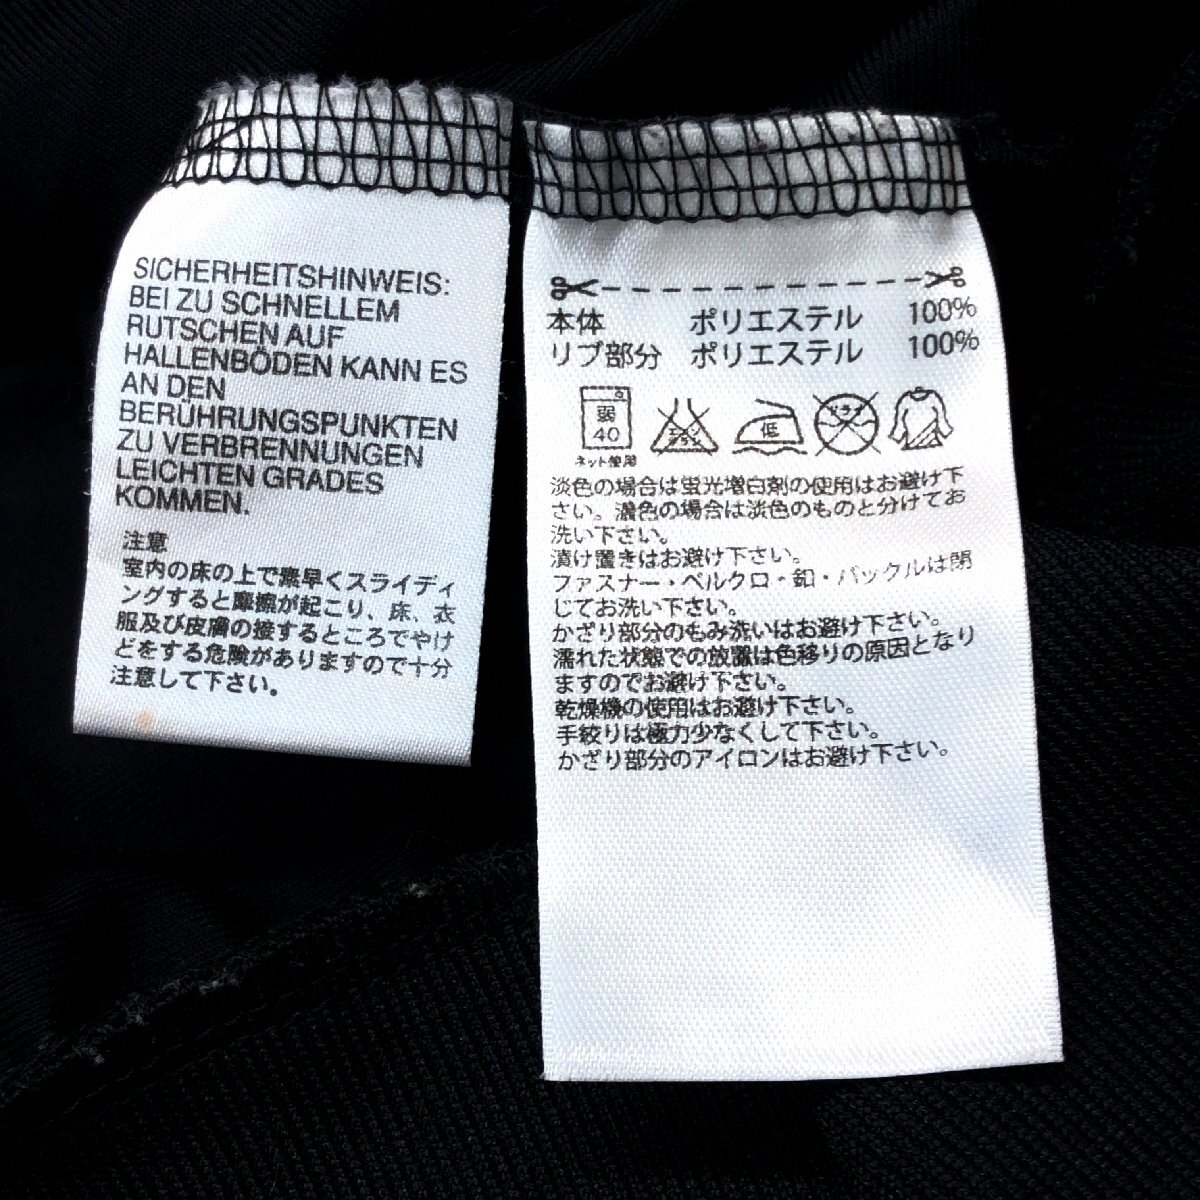 SICHERHEITSHINWEIS:
BEI ZU SCHNELLEM
RUTSCHEN AUF
HALLENBÖDEN KANN ES
AN DEN
BERÜHRUNGSPUNKTEN
ZU VERBRENNUNGEN
LEICHTEN GRADES
KOMMEN.
注意
室内の床の上で素早くスライディ
ングすると摩擦が起こり、床、衣
服及び皮膚の接するところでやけ
どをする危険がありますので十分
注意して下さい。
本体 ポリエステル 100%
リブ部分 ポリエステル 100%
弱
40
ネット使用
エンソ
サラシ
低
ドライ
淡色の場合は蛍光増白剤の使用はお避け下
さい。濃色の場合は淡色のものと分けてお
洗い下さい。
漬け置きはお避け下さい。
ファスナー・ベルクロ・釦・バックルは閉
じてお洗い下さい。
かざり部分のもみ洗いはお避け下さい。
濡れた状態での放置は色移りの原因となり
ますのでお避け下さい。
乾燥機の使用はお避け下さい。
手絞りは極力少なくして下さい。
かざり部分のアイロンはお避け下さい。